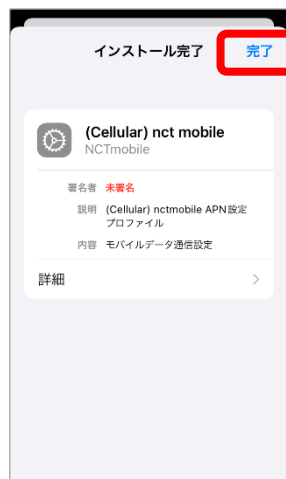 インストール完了 完了
(Cellular) nct mobile
NCTmobile
署名者 未署名
説明 (Cellular) nctmobile APN設定
プロファイル
内容 モバイルデータ通信設定
詳細